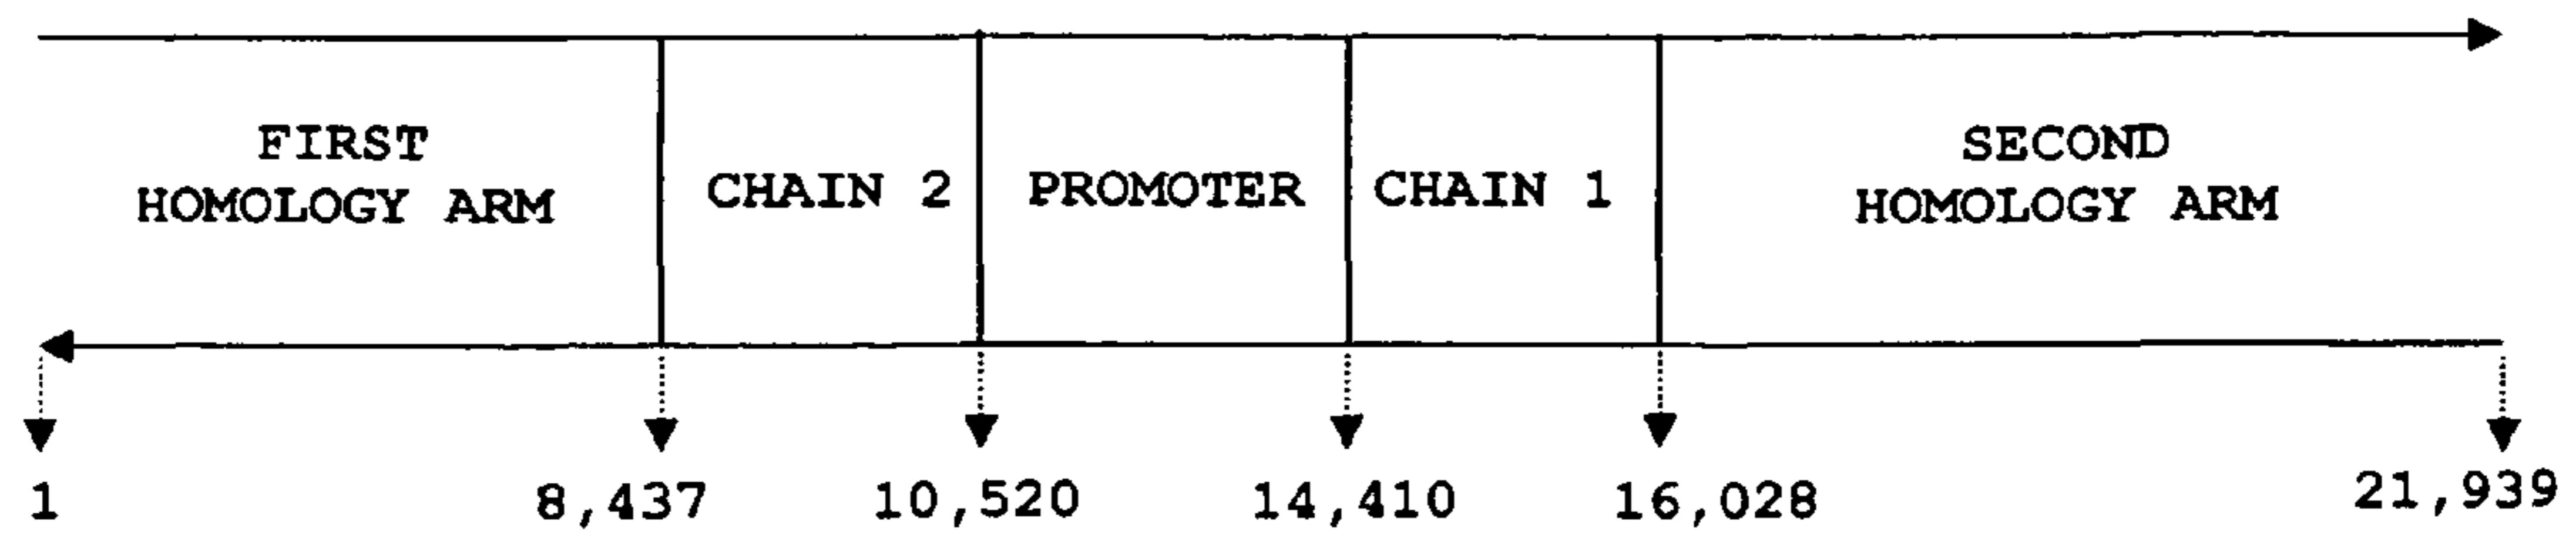 FIRST
HOMOLOGY ARM
CHAIN 2
PROMOTER
CHAIN 1
SECOND
HOMOLOGY ARM
1
8,437
10,520
14,410
16,028
21,939